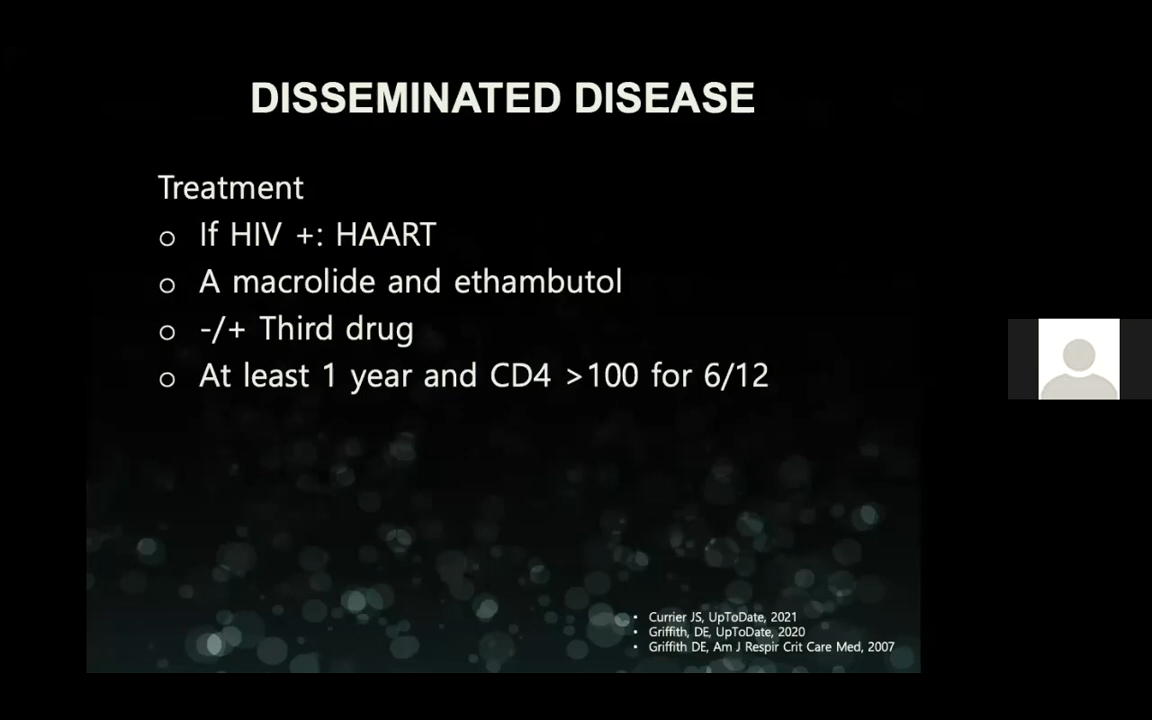 DISSEMINATED DISEASE
Treatment
o If HIV +: HAART
o A macrolide and ethambutol
o -/+ Third drug
o At least 1 year and CD4 >100 for 6/12
• Currier JS, UpToDate, 2021
• Griffith, DE, UpToDate, 2020
• Griffith DE, Am J Respir Crit Care Med, 2007